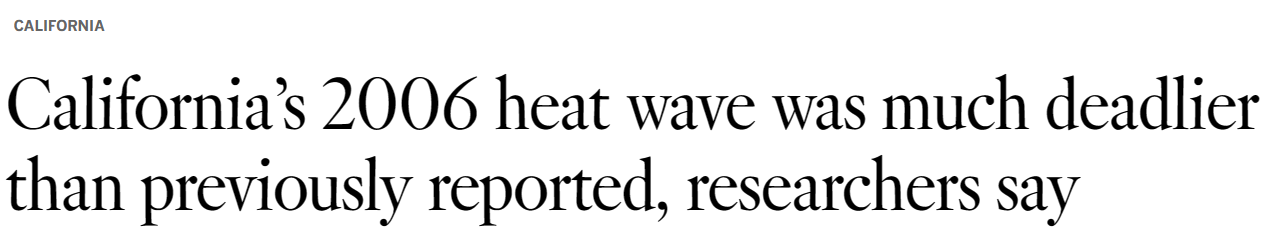 CALIFORNIA
California’s 2006 heat wave was much deadlier
than previously reported, researchers say